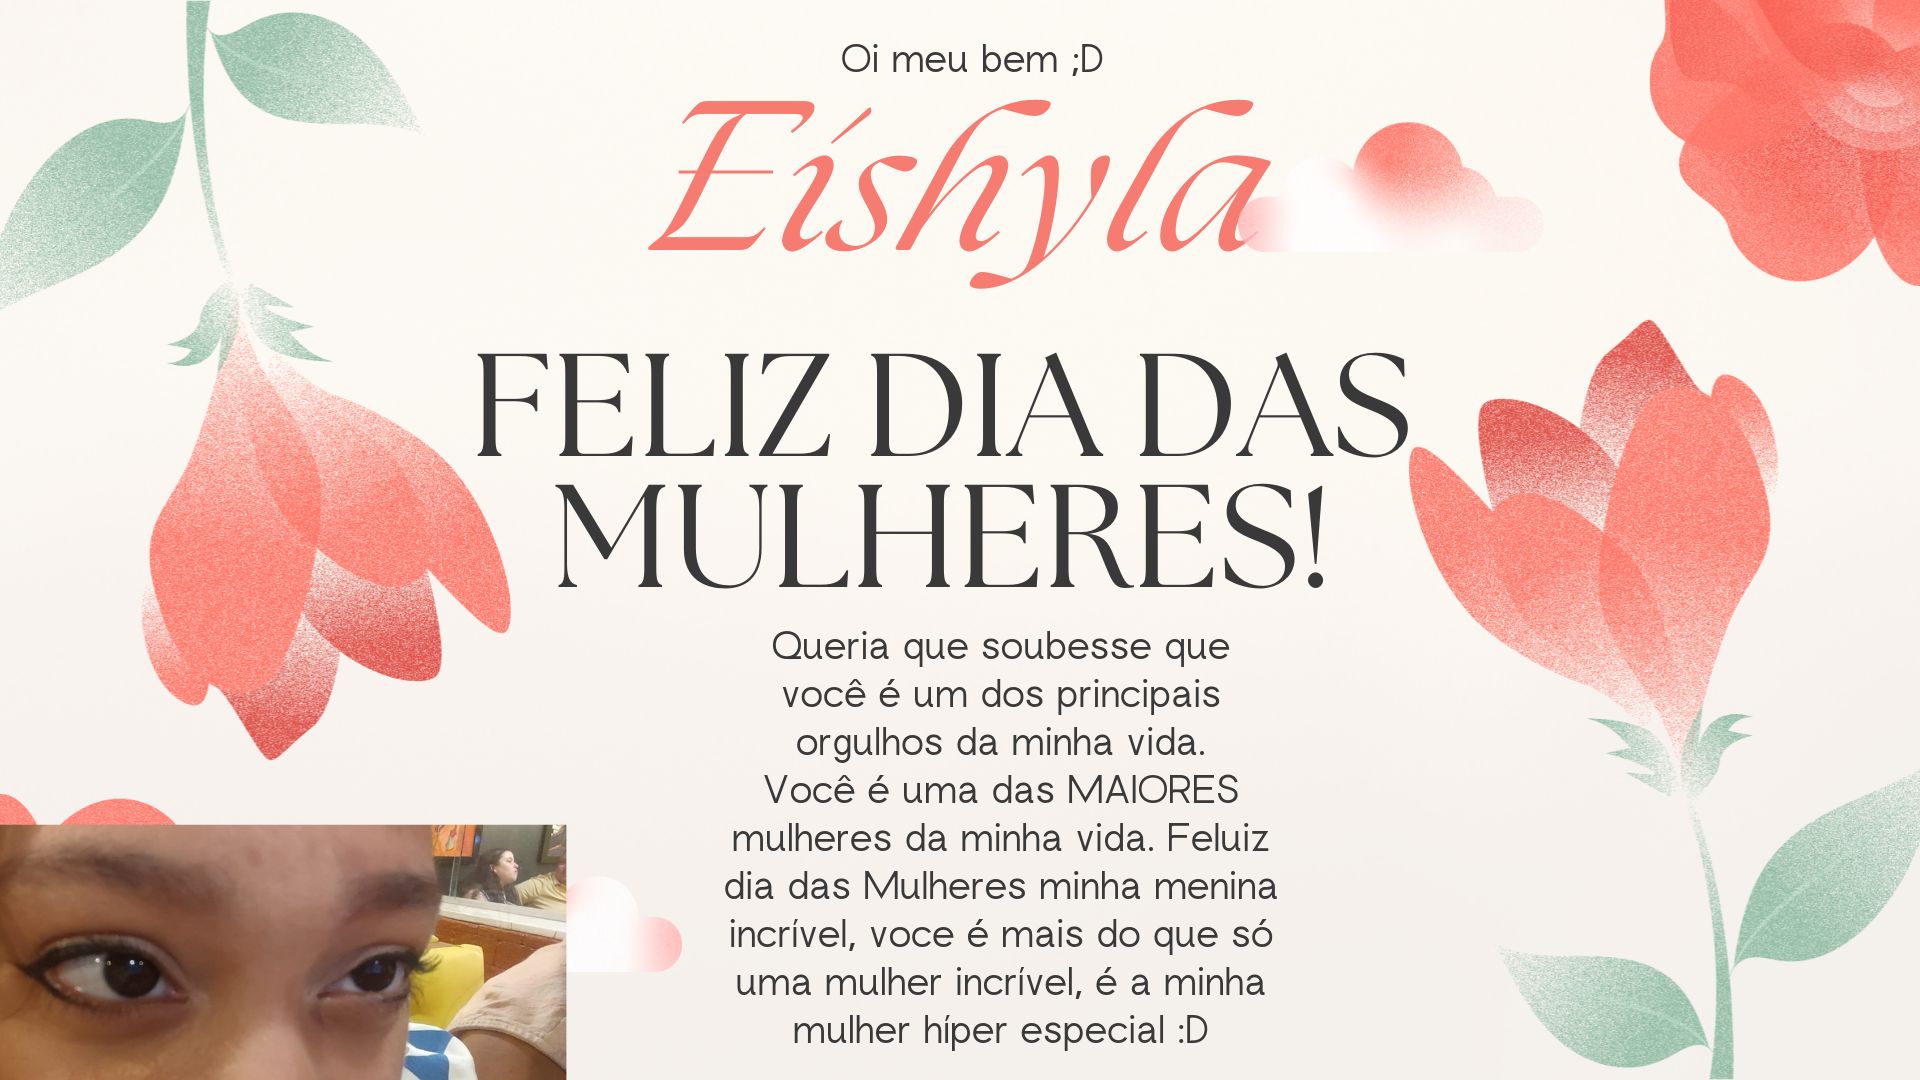 Oi meu bem ;D
Eishyla
FELIZ DIA DAS
MULHERES!
Queria que soubesse que
você é um dos principais
orgulhos da minha vida.
Você é uma das MAIORES
mulheres da minha vida. Feluiz
dia das Mulheres minha menina
incrível, voce é mais do que só
uma mulher incrível, é a minha
mulher híper especial :D